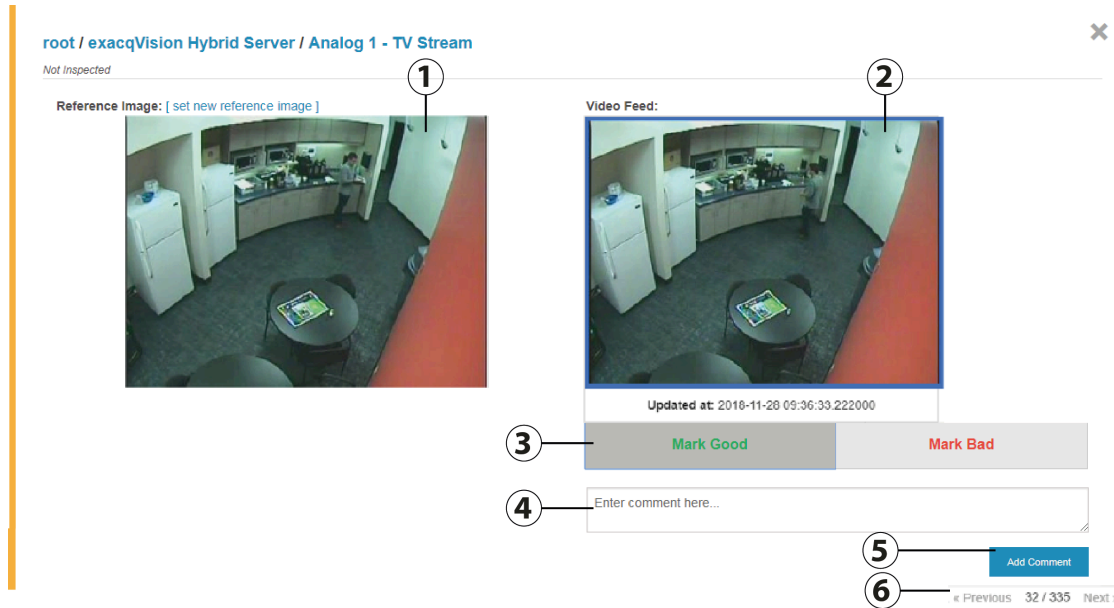 root / exacqVision Hybrid Server / Analog 1 - TV Stream
✖
Not Inspected
1
2
Reference Image: [ set new reference image ]
Video Feed:
Updated at: 2018-11-28 09:36:33.222000
3
Mark Good
Mark Bad
4
Enter comment here...
5
Add Comment
6
« Previous 32 / 335 Next